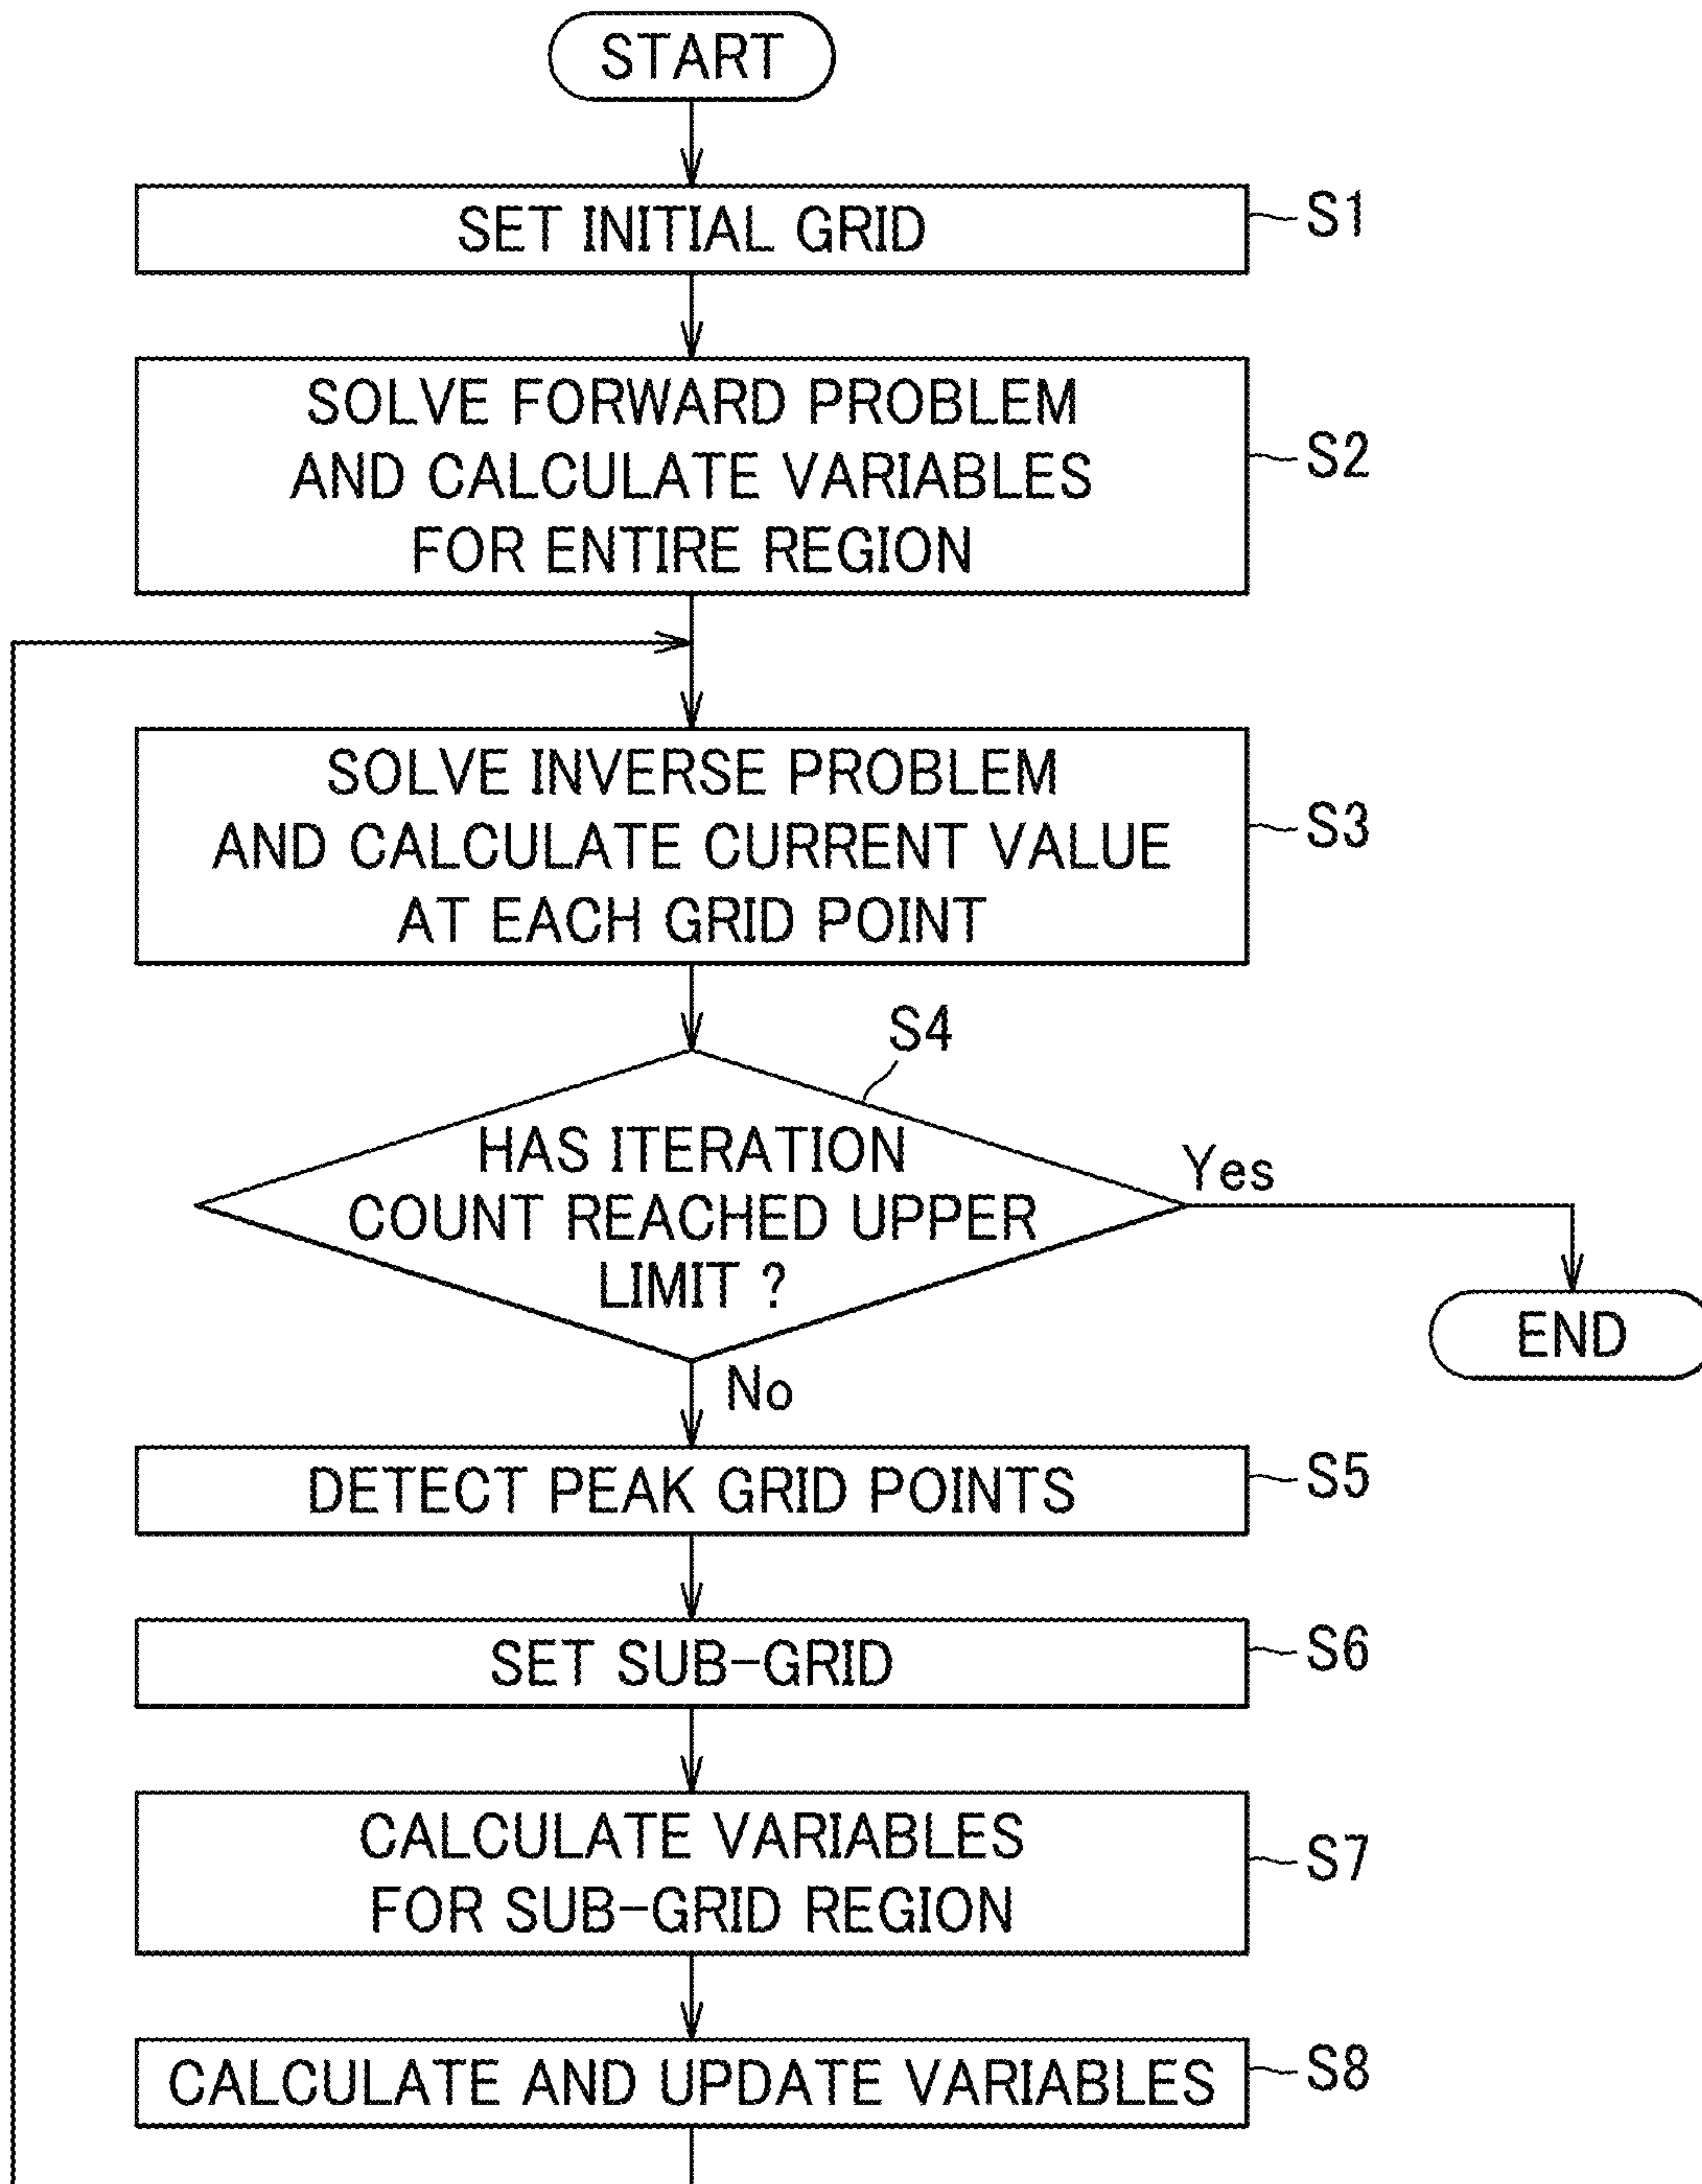 START
SET INITIAL GRID
S1
SOLVE FORWARD PROBLEM
AND CALCULATE VARIABLES
FOR ENTIRE REGION
S2
SOLVE INVERSE PROBLEM
AND CALCULATE CURRENT VALUE
AT EACH GRID POINT
S3
S4
HAS ITERATION
COUNT REACHED UPPER
LIMIT ?
Yes
END
No
DETECT PEAK GRID POINTS
S5
SET SUB-GRID
S6
CALCULATE VARIABLES
FOR SUB-GRID REGION
S7
CALCULATE AND UPDATE VARIABLES
S8